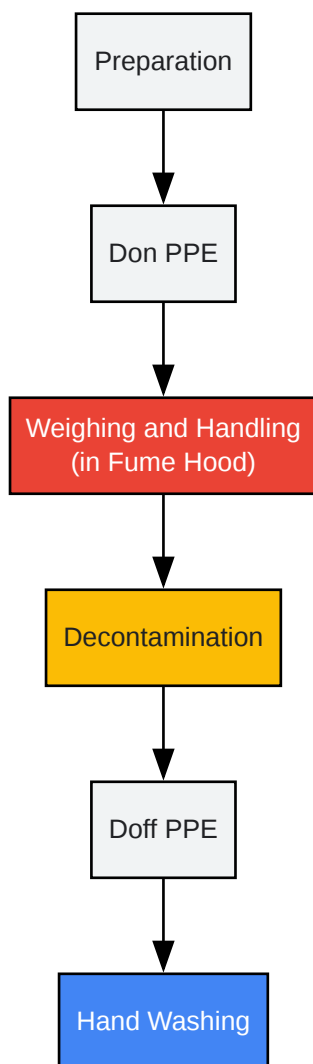 Preparation
Don PPE
Weighing and Handling
(in Fume Hood)
Decontamination
Doff PPE
Hand Washing